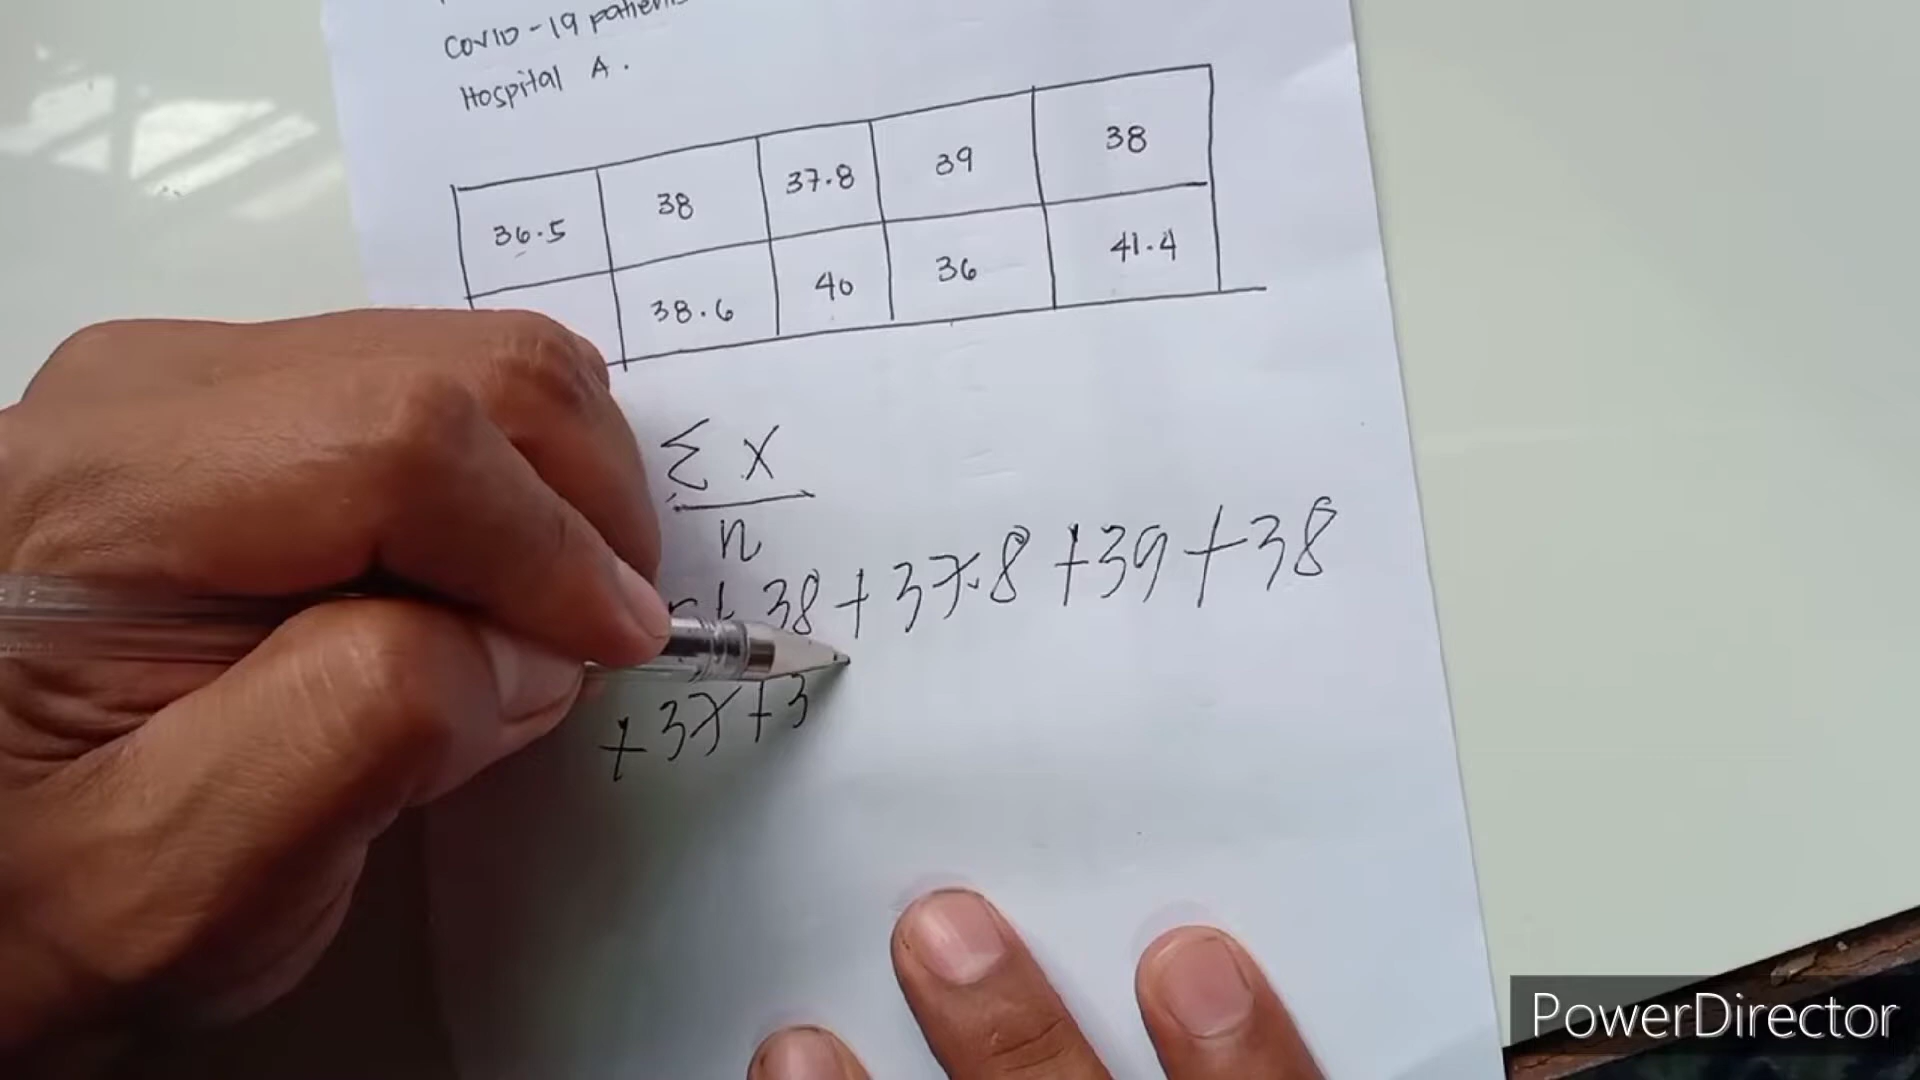 Covid-19 patients
Hospital A.
36.5 38 37.8 39 38
38.6 40 36 41.4
Σ X
n
+ 38 + 37.8 + 39 + 38
+ 37 + 3
PowerDirector